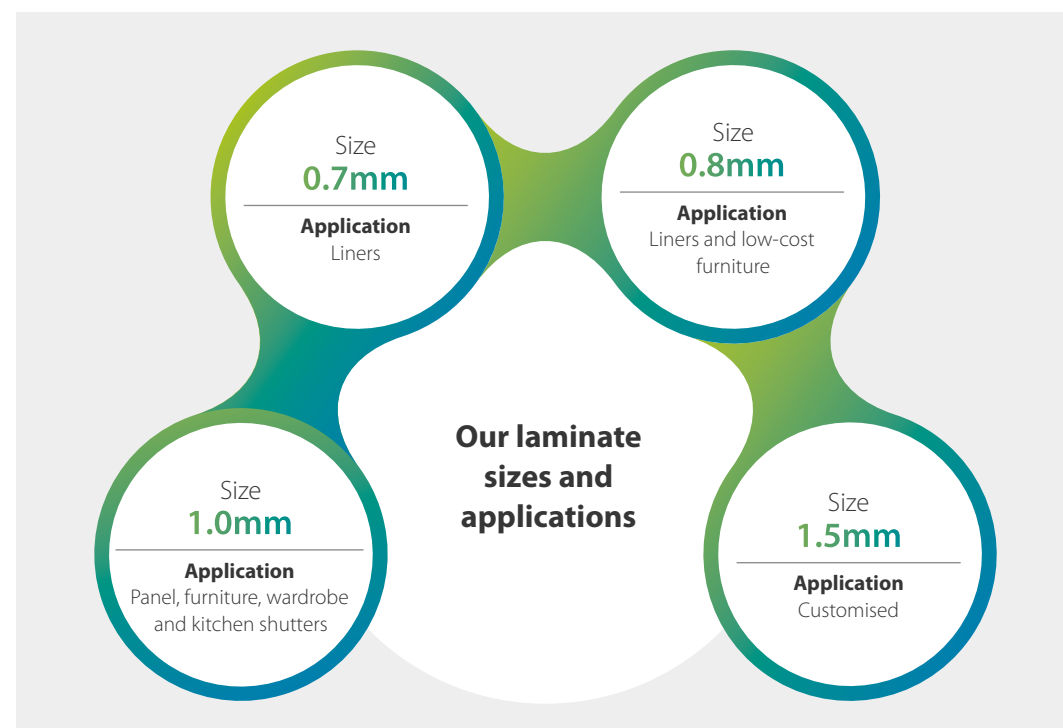 Size
0.7mm
Application
Liners
Size
0.8mm
Application
Liners and low-cost
furniture
Our laminate
sizes and
applications
Size
1.0mm
Application
Panel, furniture, wardrobe
and kitchen shutters
Size
1.5mm
Application
Customised